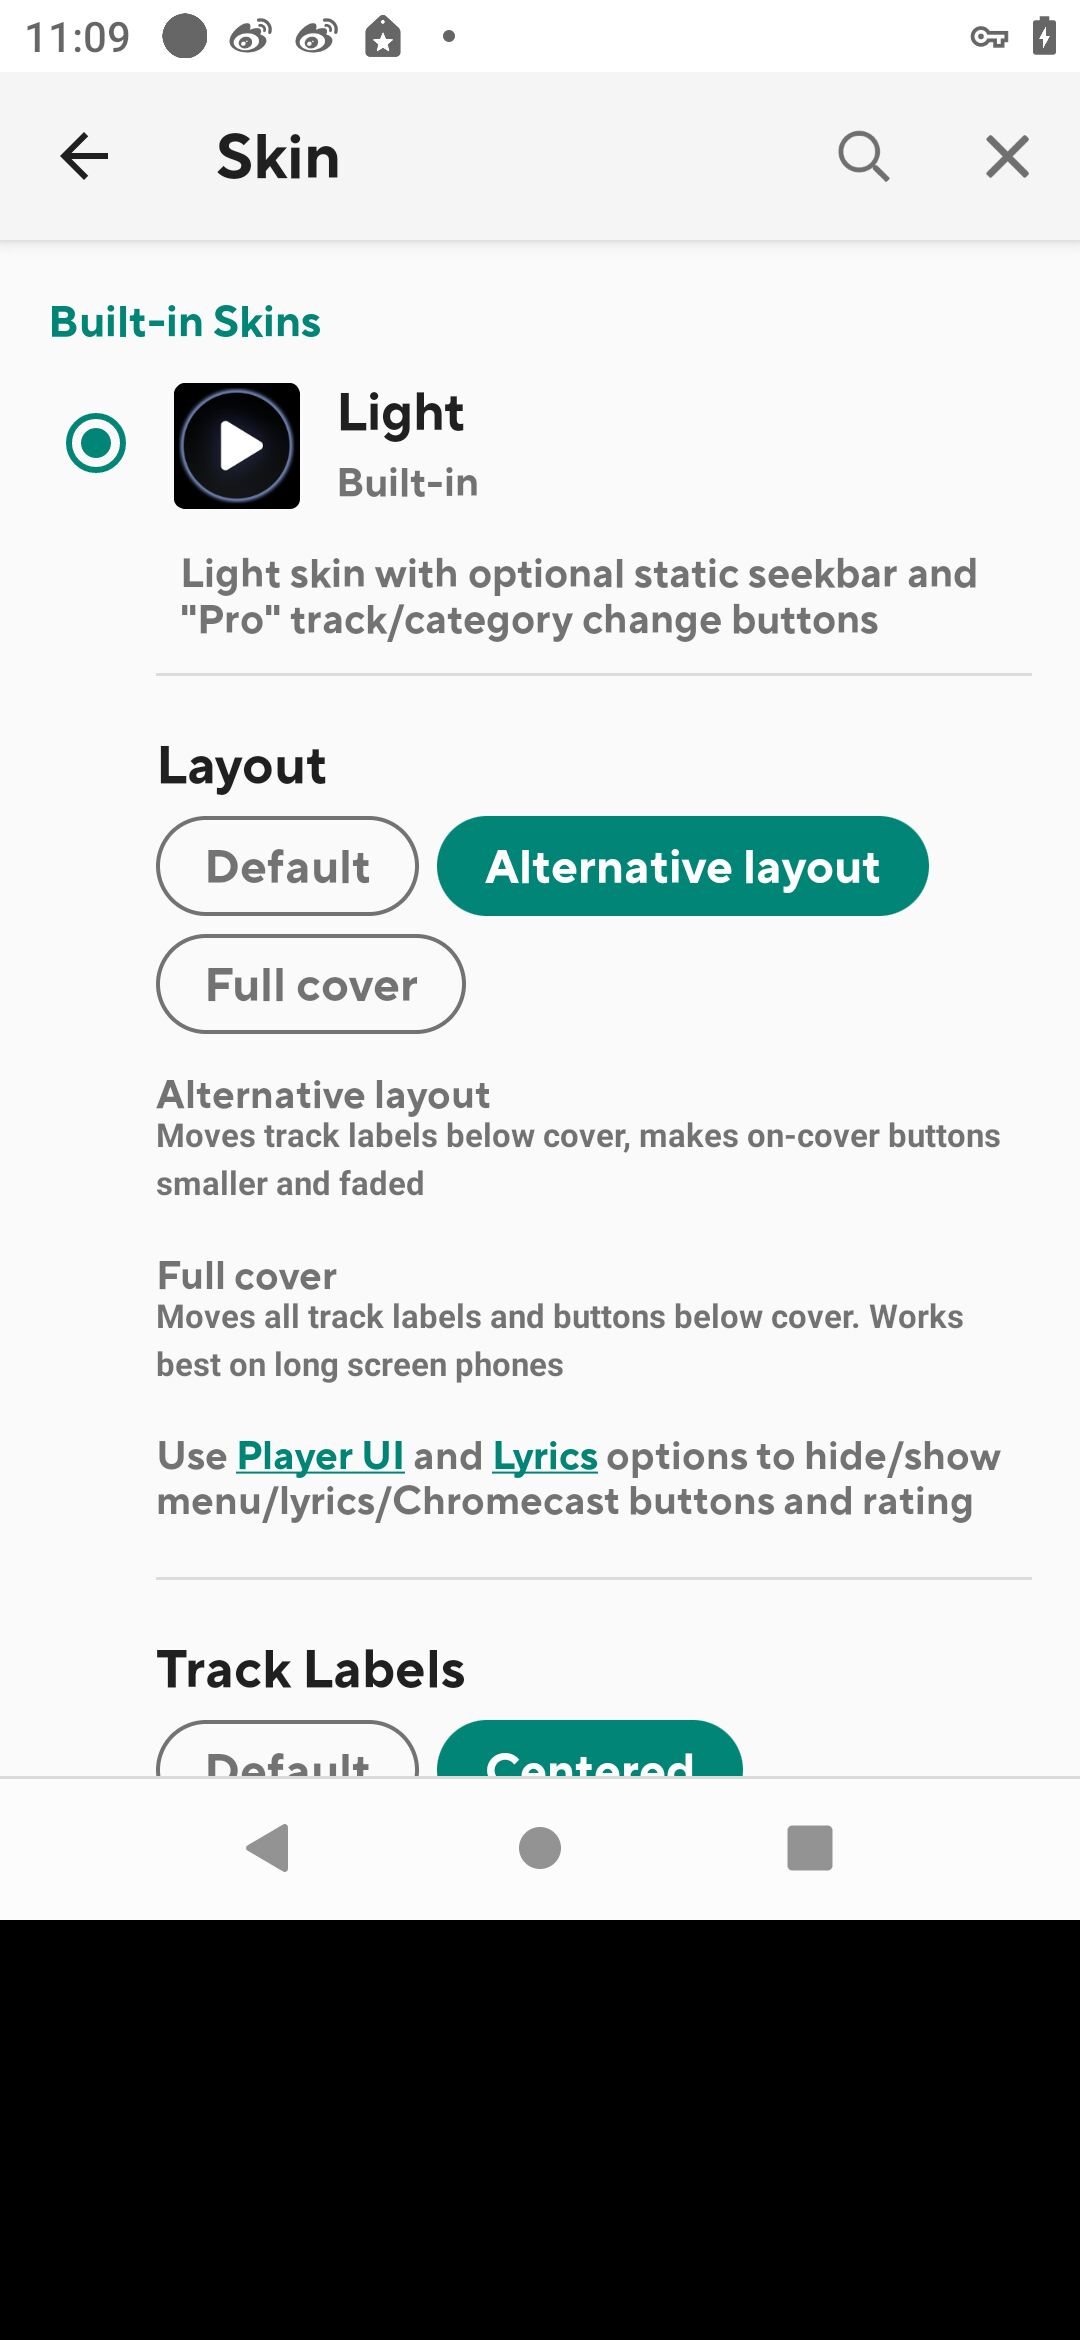 11:09
Skin
Built-in Skins
Light
Built-in
Light skin with optional static seekbar and
"Pro" track/category change buttons
Layout
Default
Alternative layout
Full cover
Alternative layout
Moves track labels below cover, makes on-cover buttons
smaller and faded
Full cover
Moves all track labels and buttons below cover. Works
best on long screen phones
Use Player UI and Lyrics options to hide/show
menu/lyrics/Chromecast buttons and rating
Track Labels
Default
Centered